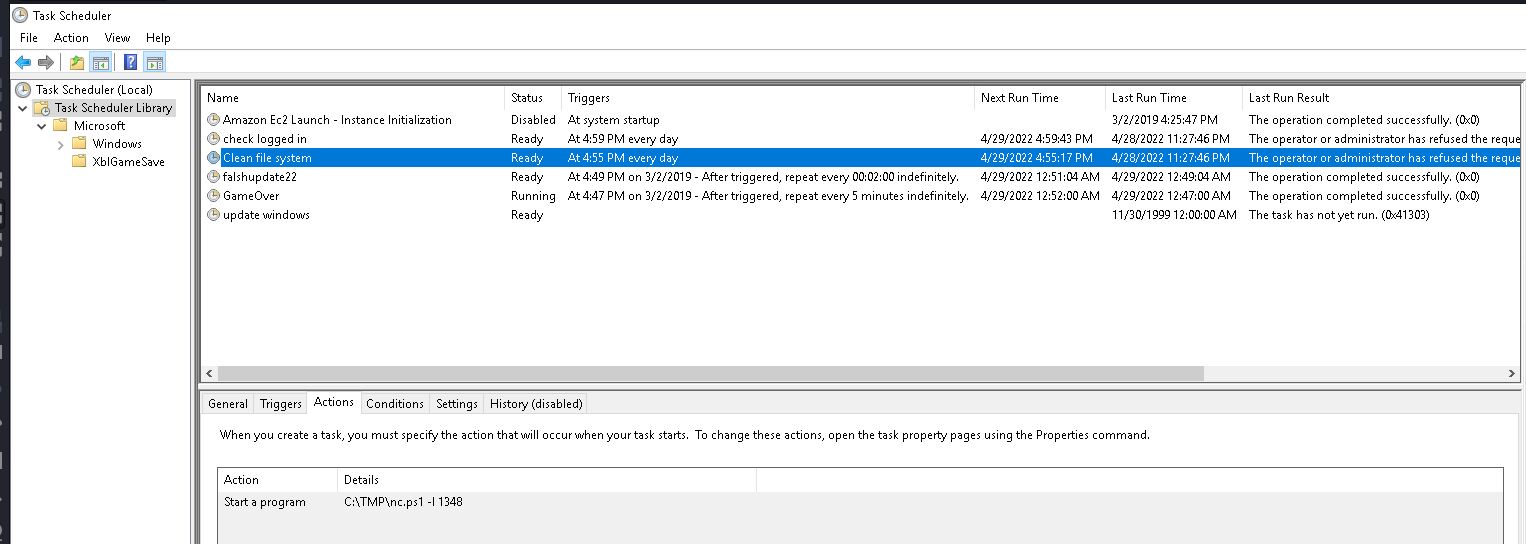 Task Scheduler
File Action View Help
Task Scheduler (Local)
Task Scheduler Library
Microsoft
Windows
XblGameSave
Name Status Triggers Next Run Time Last Run Time Last Run Result
Amazon Ec2 Launch - Instance Initialization Disabled At system startup 3/2/2019 4:25:47 PM The operation completed successfully. (0x0)
check logged in Ready At 4:59 PM every day 4/29/2022 4:59:43 PM 4/28/2022 11:27:46 PM The operator or administrator has refused the reque
Clean file system Ready At 4:55 PM every day 4/29/2022 4:55:17 PM 4/28/2022 11:27:46 PM The operator or administrator has refused the reque
falshupdate22 Ready At 4:49 PM on 3/2/2019 - After triggered, repeat every 00:02:00 indefinitely. 4/29/2022 12:51:04 AM 4/29/2022 12:49:04 AM The operation completed successfully. (0x0)
GameOver Running At 4:47 PM on 3/2/2019 - After triggered, repeat every 5 minutes indefinitely. 4/29/2022 12:52:00 AM 4/29/2022 12:47:00 AM The operation completed successfully. (0x0)
update windows Ready 11/30/1999 12:00:00 AM The task has not yet run. (0x41303)
General Triggers Actions Conditions Settings History (disabled)
When you create a task, you must specify the action that will occur when your task starts. To change these actions, open the task property pages using the Properties command.
Action Details
Start a program C:\TMP\nc.ps1 -l 1348